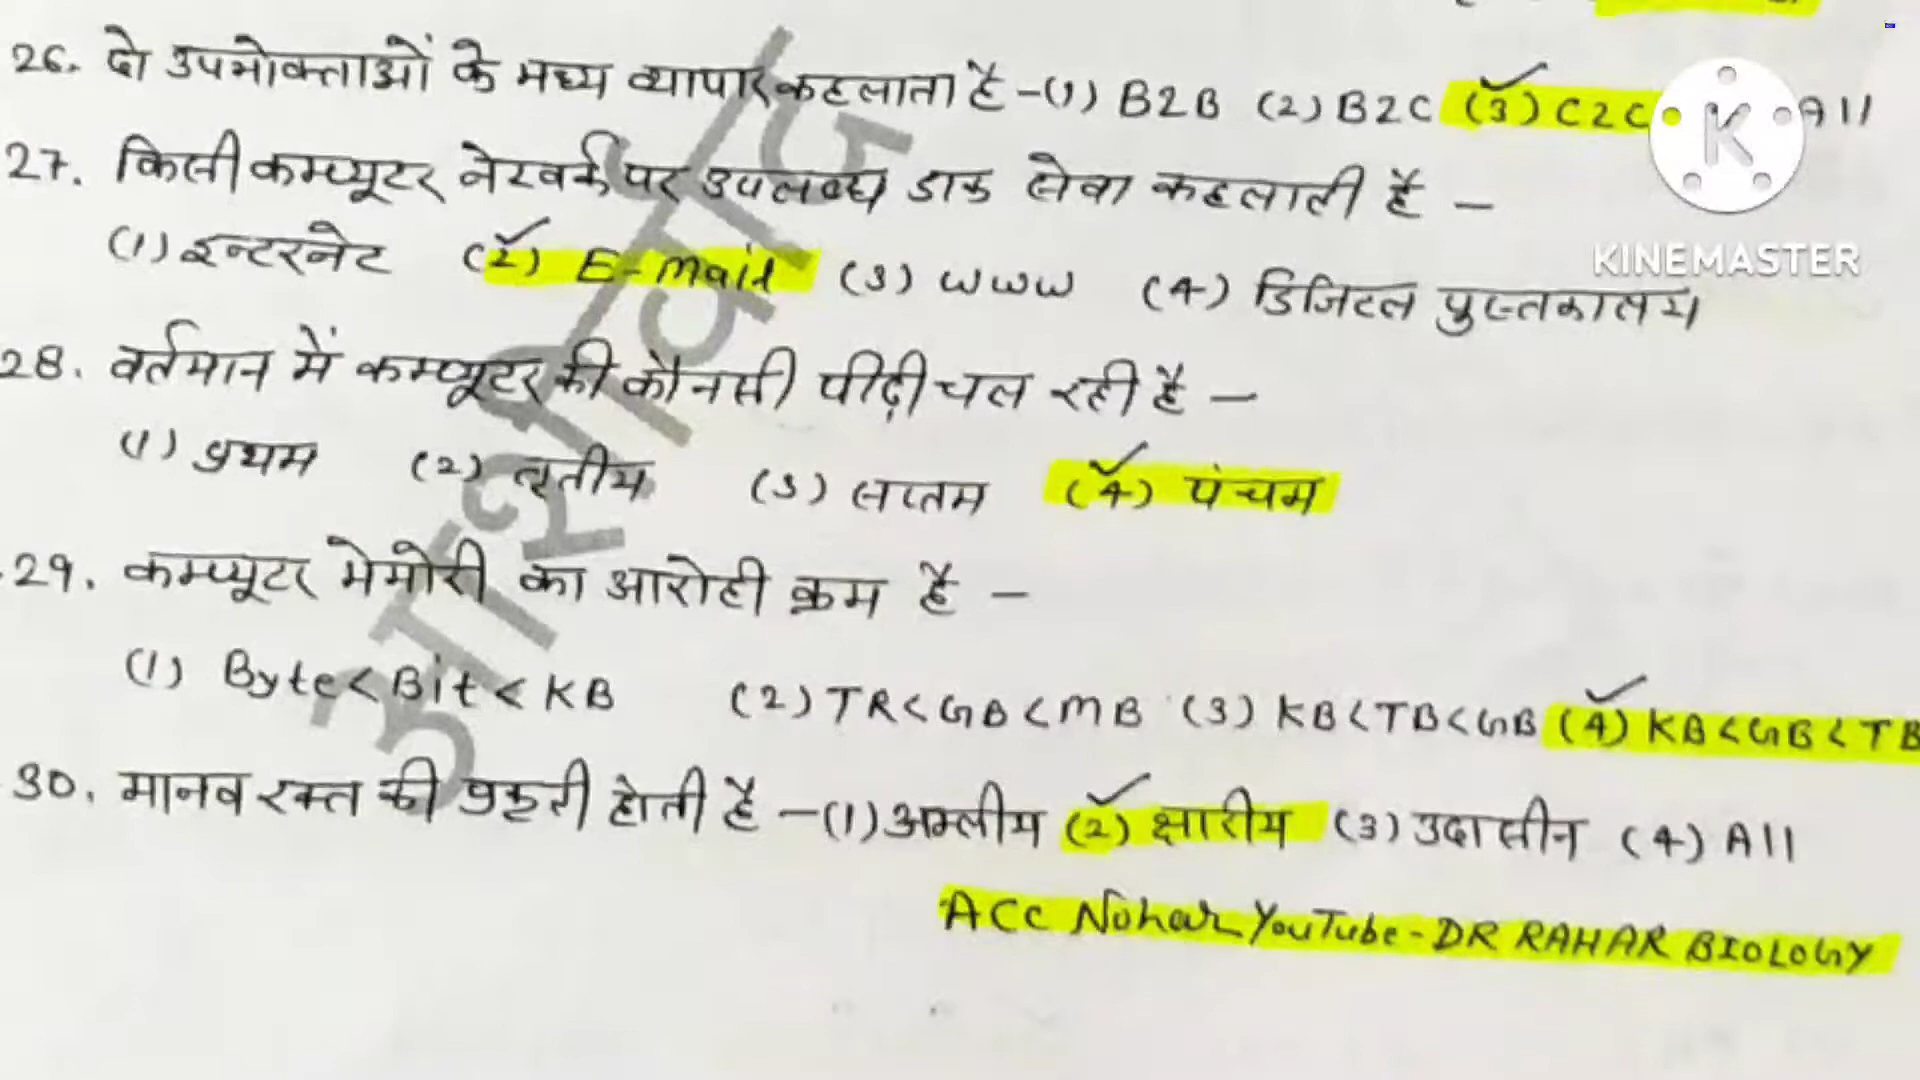 26. दो उपभोक्ताओं के मध्य व्यापार कहलाता है -(1) B2B (2) B2C (3) C2C All
27. किसी कम्प्यूटर नेटवर्क पर उपलब्ध डाक सेवा कहलाती है –
(1) इन्टरनेट (2) E-Mail (3) WWW (4) डिजिटल पुस्तकालय
KINEMASTER
28. वर्तमान में कम्प्यूटर की कौनसी पीढ़ी चल रही है –
(1) प्रथम (2) तृतीय (3) सप्तम (4) पंचम
29. कम्प्यूटर मेमोरी का आरोही क्रम है –
(1) Byte<Bit<KB (2) TR<GB<MB (3) KB<TB<GB (4) KB<GB<TB
30. मानव रक्त की प्रकृती होती है –(1) अम्लीय (2) क्षारीय (3) उदासीन (4) All
ACC Nohar YouTube-DR RAHAR BIOLOGY